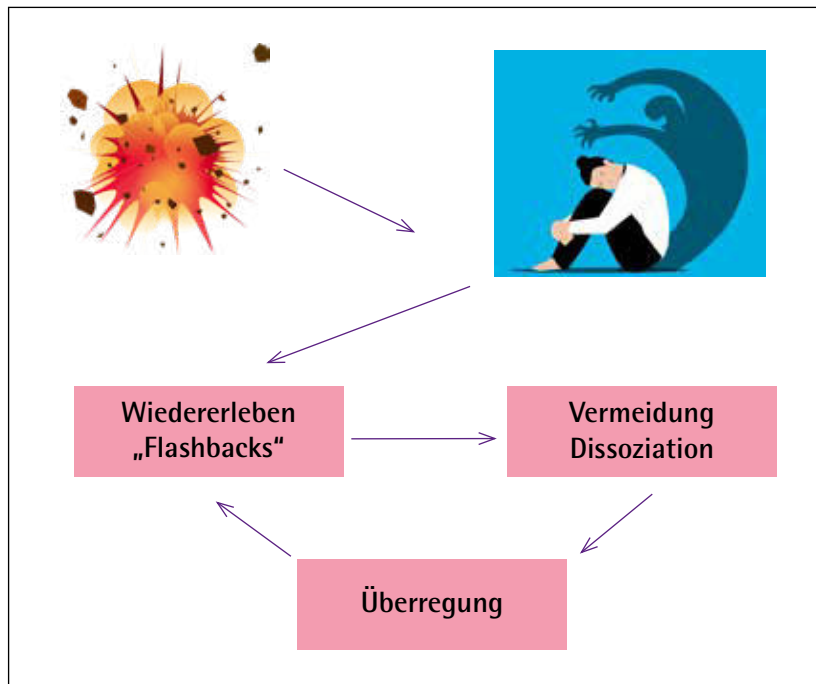 Wiedererleben
„Flashbacks“
Vermeidung
Dissoziation
Überregung